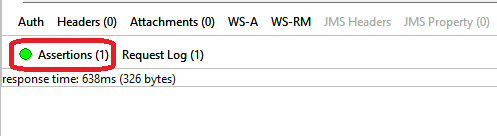 Auth Headers (0) Attachments (0) WS-A WS-RM JMS Headers JMS Property (0)
Assertions (1) Request Log (1)
response time: 638ms (326 bytes)